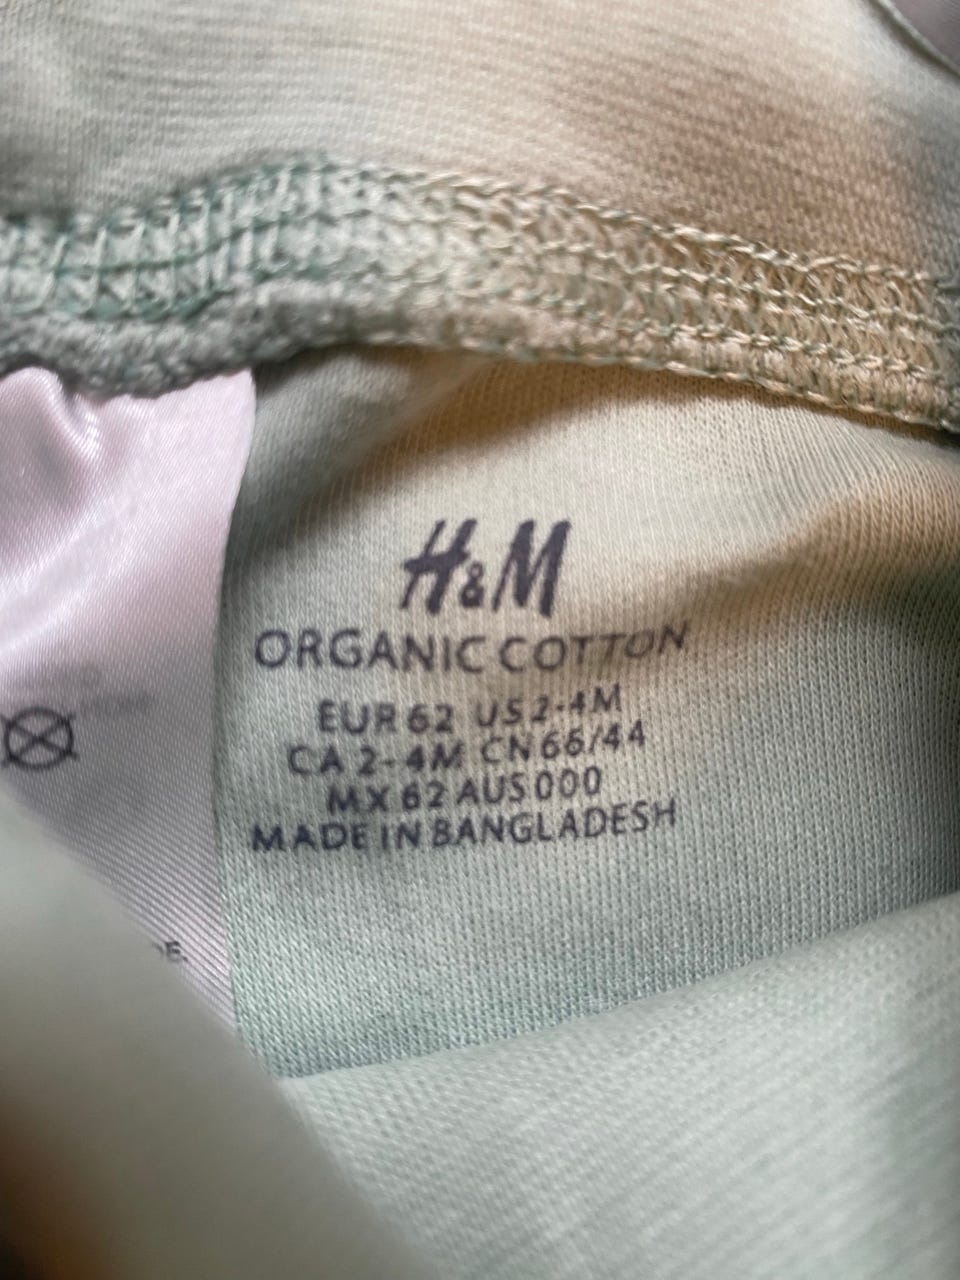 H&M
ORGANIC COTTON
EUR 62 US 2-4M
CA 2-4M CN 66/44
MX 62 AUS 000
MADE IN BANGLADESH